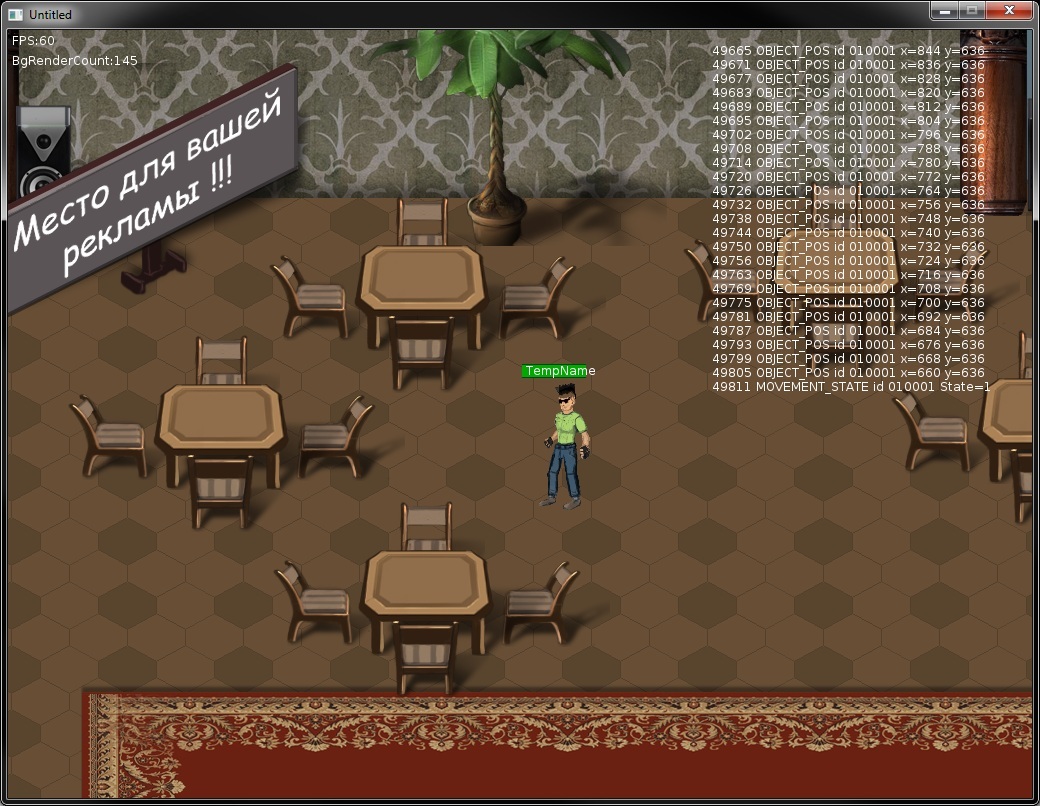 Untitled
FPS:60
BgRenderCount:145
Место для вашей
рекламы !!!
49665 OBJECT_POS id 010001 x=844 y=636
49671 OBJECT_POS id 010001 x=836 y=636
49677 OBJECT_POS id 010001 x=828 y=636
49683 OBJECT_POS id 010001 x=820 y=636
49689 OBJECT_POS id 010001 x=812 y=636
49695 OBJECT_POS id 010001 x=804 y=636
49702 OBJECT_POS id 010001 x=796 y=636
49708 OBJECT_POS id 010001 x=788 y=636
49714 OBJECT_POS id 010001 x=780 y=636
49720 OBJECT_POS id 010001 x=772 y=636
49726 OBJECT_POS id 010001 x=764 y=636
49732 OBJECT_POS id 010001 x=756 y=636
49738 OBJECT_POS id 010001 x=748 y=636
49744 OBJECT_POS id 010001 x=740 y=636
49750 OBJECT_POS id 010001 x=732 y=636
49756 OBJECT_POS id 010001 x=724 y=636
49763 OBJECT_POS id 010001 x=716 y=636
49769 OBJECT_POS id 010001 x=708 y=636
49775 OBJECT_POS id 010001 x=700 y=636
49781 OBJECT_POS id 010001 x=692 y=636
49787 OBJECT_POS id 010001 x=684 y=636
49793 OBJECT_POS id 010001 x=676 y=636
49799 OBJECT_POS id 010001 x=668 y=636
49805 OBJECT_POS id 010001 x=660 y=636
49811 MOVEMENT_STATE id 010001 State=1
TempName